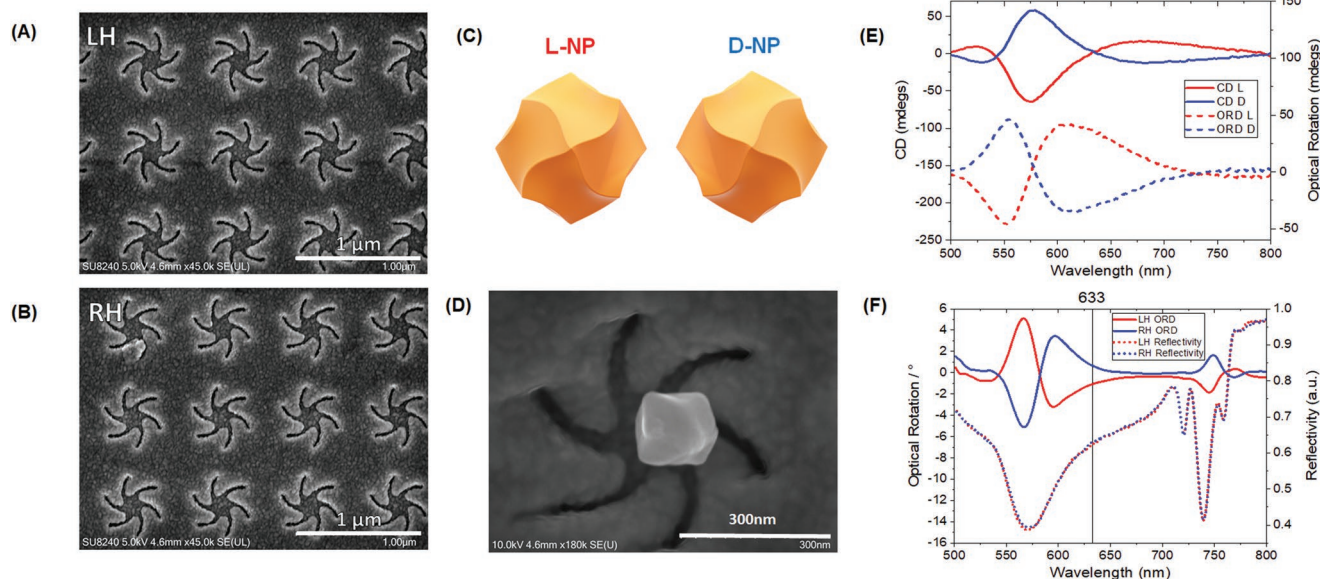 (A)
LH
1 µm
SU8240 5.0kV 4.6mm x45.0k SE(UL)
1.00µm
(B)
RH
1 µm
SU8240 5.0kV 4.6mm x45.0k SE(UL)
1.00µm
(C)
L-NP
D-NP
(D)
300nm
10.0kV 4.6mm x180k SE(U)
300nm
(E)
50
0
-50
-100
-150
-200
-250
CD (mdegs)
150
100
50
0
-50
Optical Rotation (mdegs)
CD L
CD D
ORD L
ORD D
500 550 600 650 700 750 800
Wavelength (nm)
(F)
633
6
4
2
0
-2
-4
-6
-8
-10
-12
-14
-16
Optical Rotation / °
1.0
0.9
0.8
0.7
0.6
0.5
0.4
Reflectivity (a.u.)
LH ORD
RH ORD
LH Reflectivity
RH Reflectivity
500 550 600 650 700 750 800
Wavelength (nm)